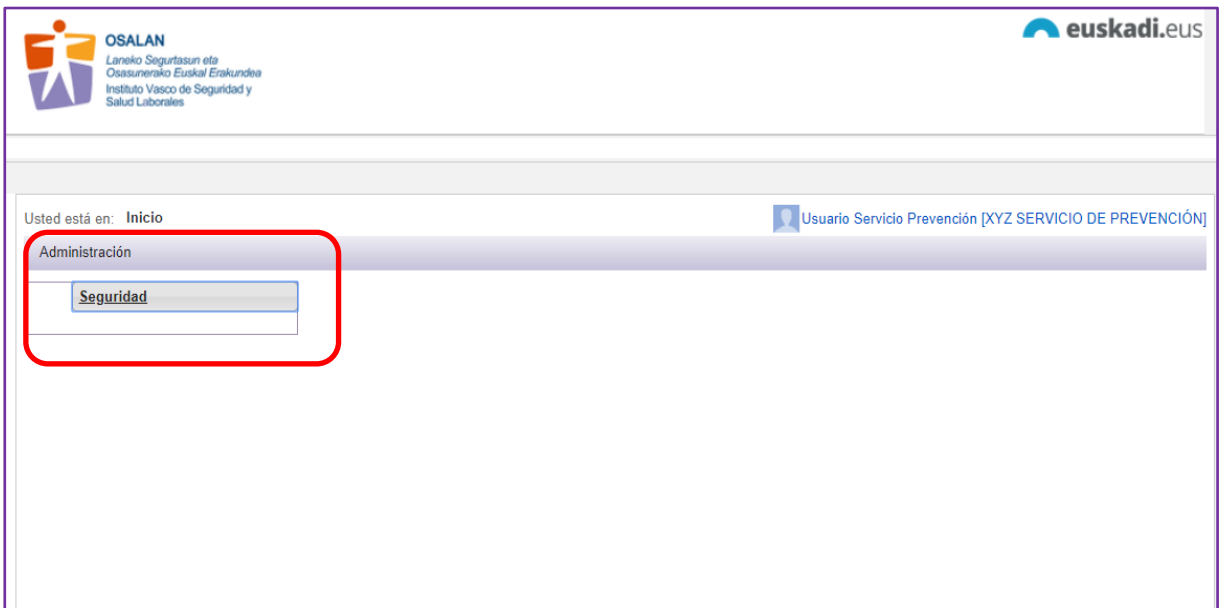 OSALAN
Laneko Segurtasun eta
Osasunerako Euskal Erakundea
Instituto Vasco de Seguridad y
Salud Laborales
euskadi.eus
Usted está en: Inicio
Usuario Servicio Prevención [XYZ SERVICIO DE PREVENCIÓN]
Administración
Seguridad